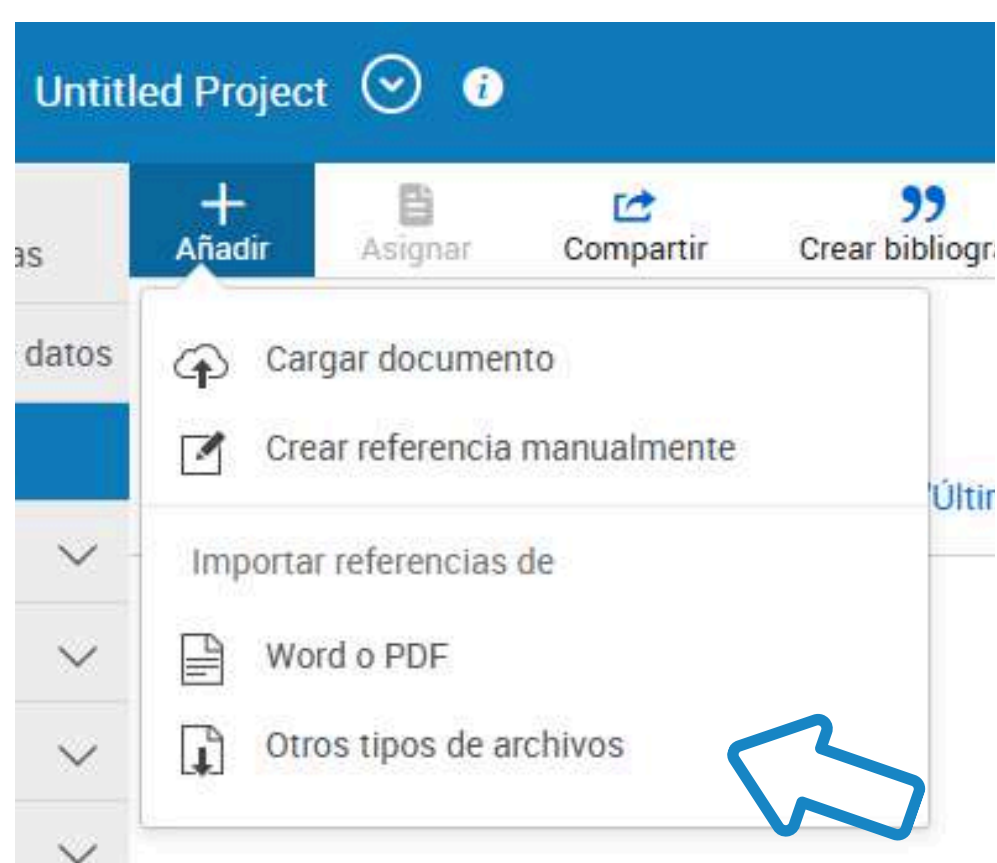 Untitled Project
Añadir
Asignar
Compartir
Crear bibliogra
as
datos
Cargar documento
Crear referencia manualmente
'Últir
Importar referencias de
Word o PDF
Otros tipos de archivos